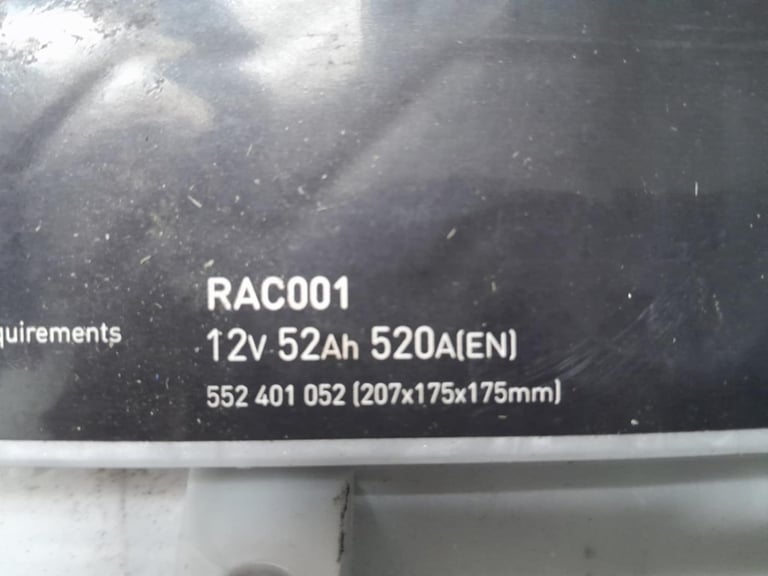 RAC001
quirements
12V 52Ah 520A(EN)
552 401 052 (207x175x175mm)